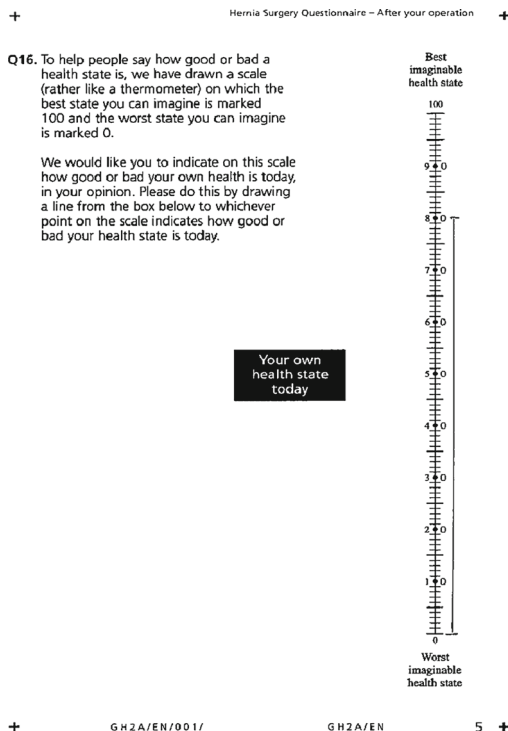 Hernia Surgery Questionnaire – After your operation
Q16. To help people say how good or bad a
health state is, we have drawn a scale
(rather like a thermometer) on which the
best state you can imagine is marked
100 and the worst state you can imagine
is marked 0.
We would like you to indicate on this scale
how good or bad your own health is today,
in your opinion. Please do this by drawing
a line from the box below to whichever
point on the scale indicates how good or
bad your health state is today.
Your own
health state
today
Best
imaginable
health state
100
90
80
70
60
50
40
30
20
10
0
Worst
imaginable
health state
GH2A/EN/001/ GH2A/EN 5